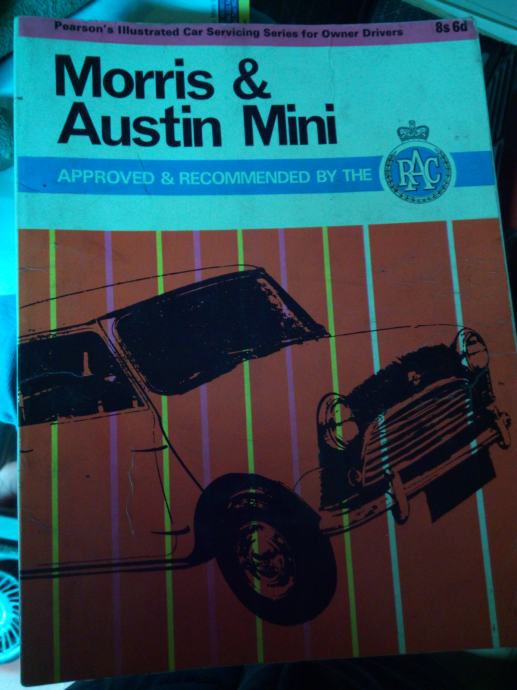 Pearson's Illustrated Car Servicing Series for Owner Drivers 8s 6d
Morris &
Austin Mini
APPROVED & RECOMMENDED BY THE RAC